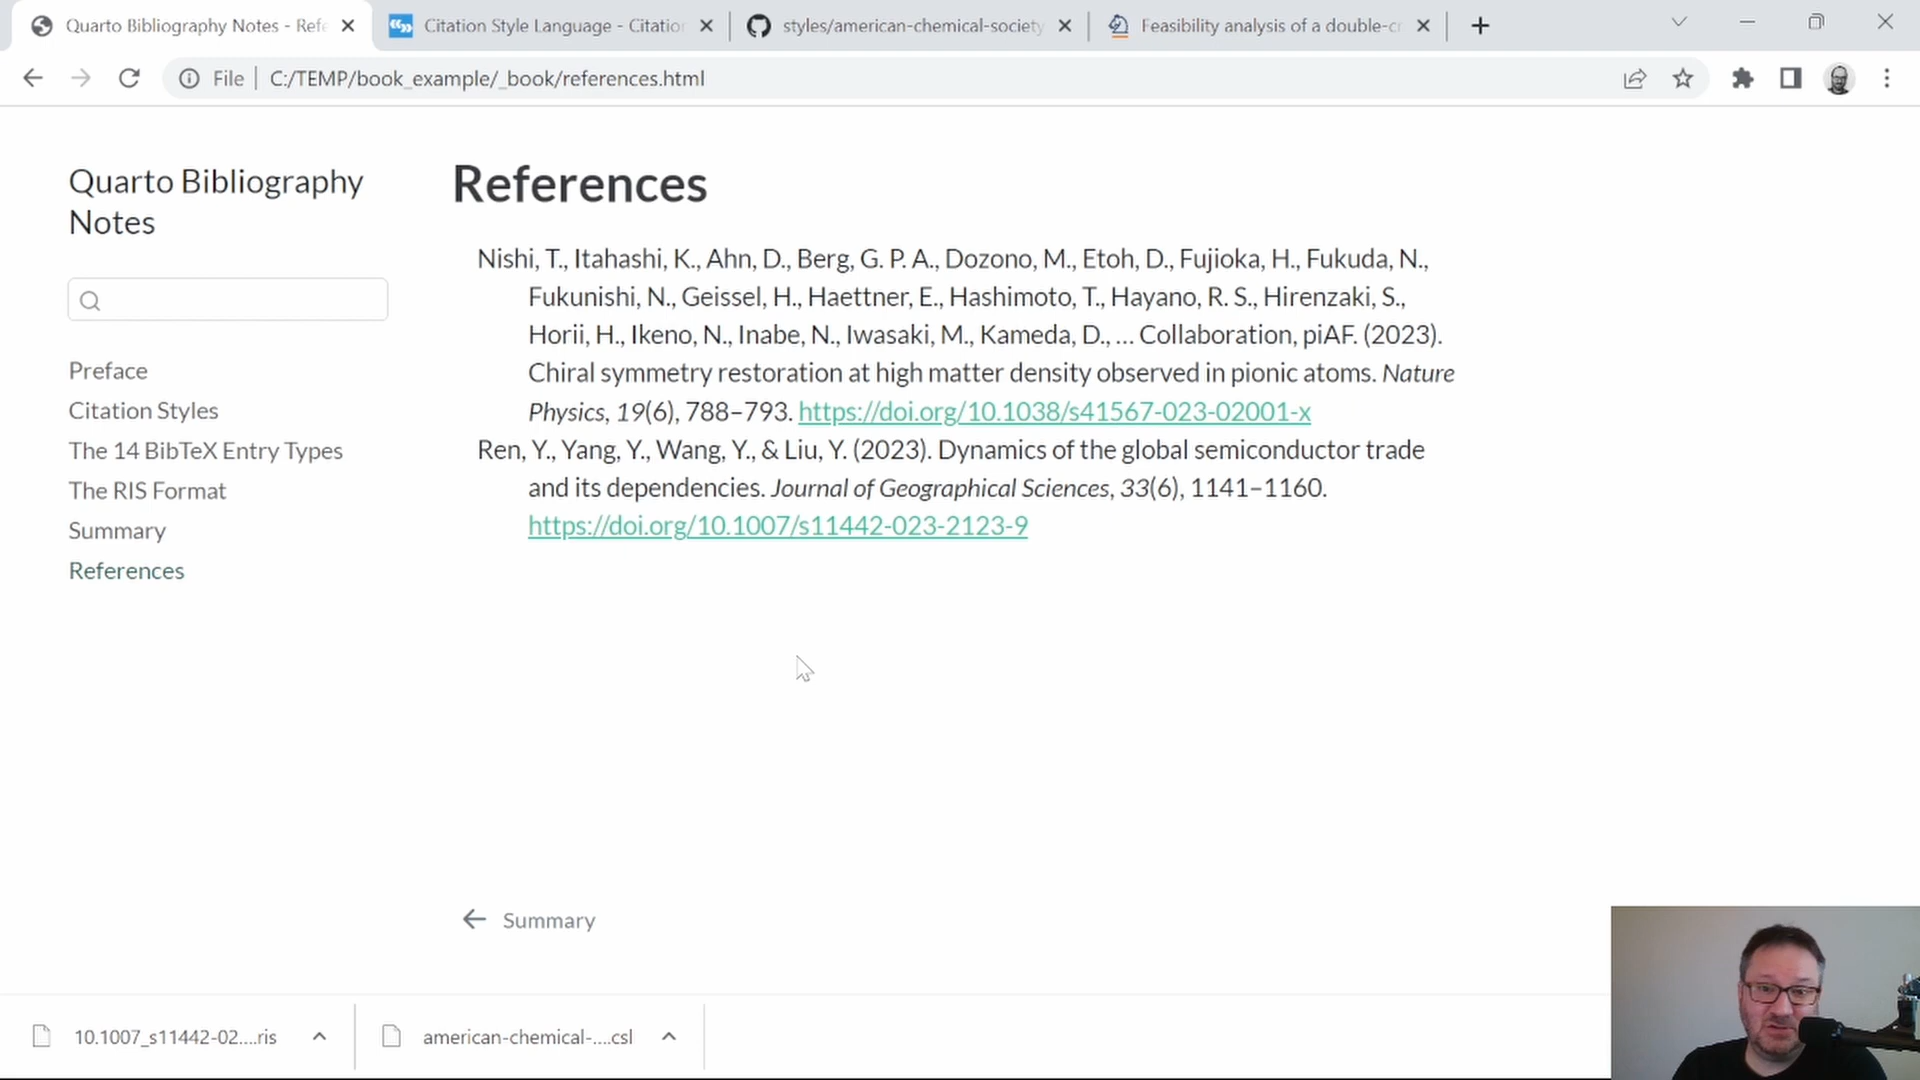 Quarto Bibliography Notes - Refe
Citation Style Language - Citation
styles/american-chemical-society
Feasibility analysis of a double-cr
File
C:/TEMP/book_example/_book/references.html
Quarto Bibliography
Notes
Preface
Citation Styles
The 14 BibTeX Entry Types
The RIS Format
Summary
References
References
Nishi, T., Itahashi, K., Ahn, D., Berg, G. P. A., Dozono, M., Etoh, D., Fujioka, H., Fukuda, N.,
Fukunishi, N., Geissel, H., Haettner, E., Hashimoto, T., Hayano, R. S., Hirenzaki, S.,
Horii, H., Ikeno, N., Inabe, N., Iwasaki, M., Kameda, D., … Collaboration, piAF. (2023).
Chiral symmetry restoration at high matter density observed in pionic atoms. Nature
Physics, 19(6), 788–793. https://doi.org/10.1038/s41567-023-02001-x
Ren, Y., Yang, Y., Wang, Y., & Liu, Y. (2023). Dynamics of the global semiconductor trade
and its dependencies. Journal of Geographical Sciences, 33(6), 1141–1160.
https://doi.org/10.1007/s11442-023-2123-9
Summary
10.1007_s11442-02....ris
american-chemical-....csl